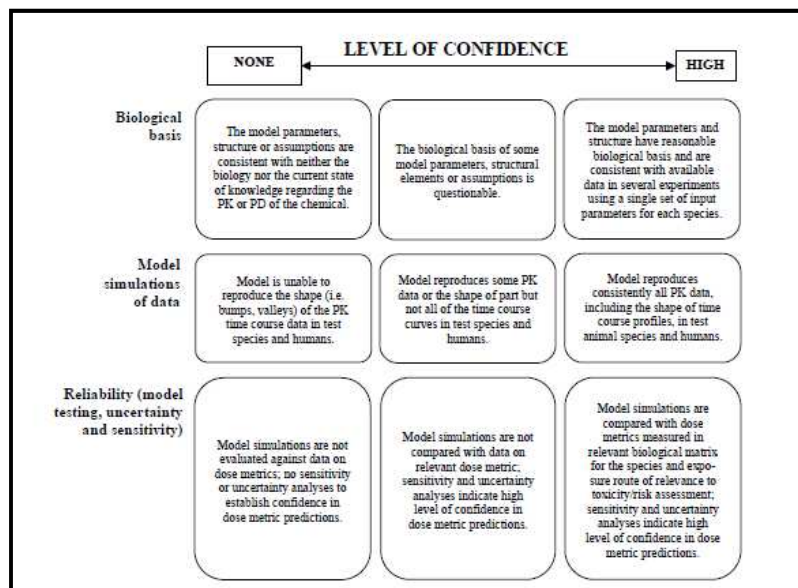 LEVEL OF CONFIDENCE
NONE
HIGH
Biological
basis
The model parameters,
structure or assumptions are
consistent with neither the
biology nor the current state
of knowledge regarding the
PK or PD of the chemical.
The biological basis of some
model parameters, structural
elements or assumptions is
questionable.
The model parameters and
structure have reasonable
biological basis and are
consistent with available
data in several experiments
using a single set of input
parameters for each species.
Model
simulations
of data
Model is unable to
reproduce the shape (i.e.
bumps, valleys) of the PK
time course data in test
species and humans.
Model reproduces some PK
data or the shape of part but
not all of the time course
curves in test species and
humans.
Model reproduces
consistently all PK data,
including the shape of time
course profiles, in test
animal species and humans.
Reliability (model
testing, uncertainty
and sensitivity)
Model simulations are not
evaluated against data on
dose metrics; no sensitivity
or uncertainty analyses to
establish confidence in
dose metric predictions.
Model simulations are not
compared with data on
relevant dose metric;
sensitivity and uncertainty
analyses indicate high
level of confidence in
dose metric predictions.
Model simulations are
compared with dose
metrics measured in
relevant biological matrix
for the species and expo-
sure route of relevance to
toxicity/risk assessment;
sensitivity and uncertainty
analyses indicate high
level of confidence in dose
metric predictions.